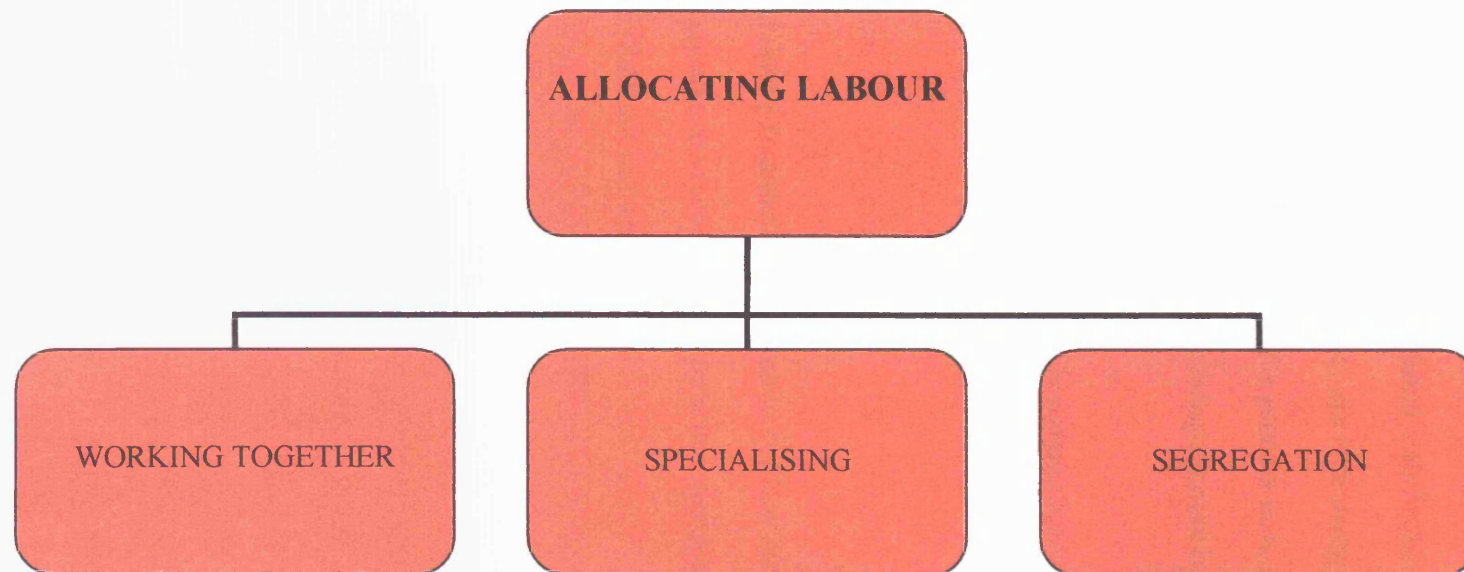 ALLOCATING LABOUR
WORKING TOGETHER
SPECIALISING
SEGREGATION